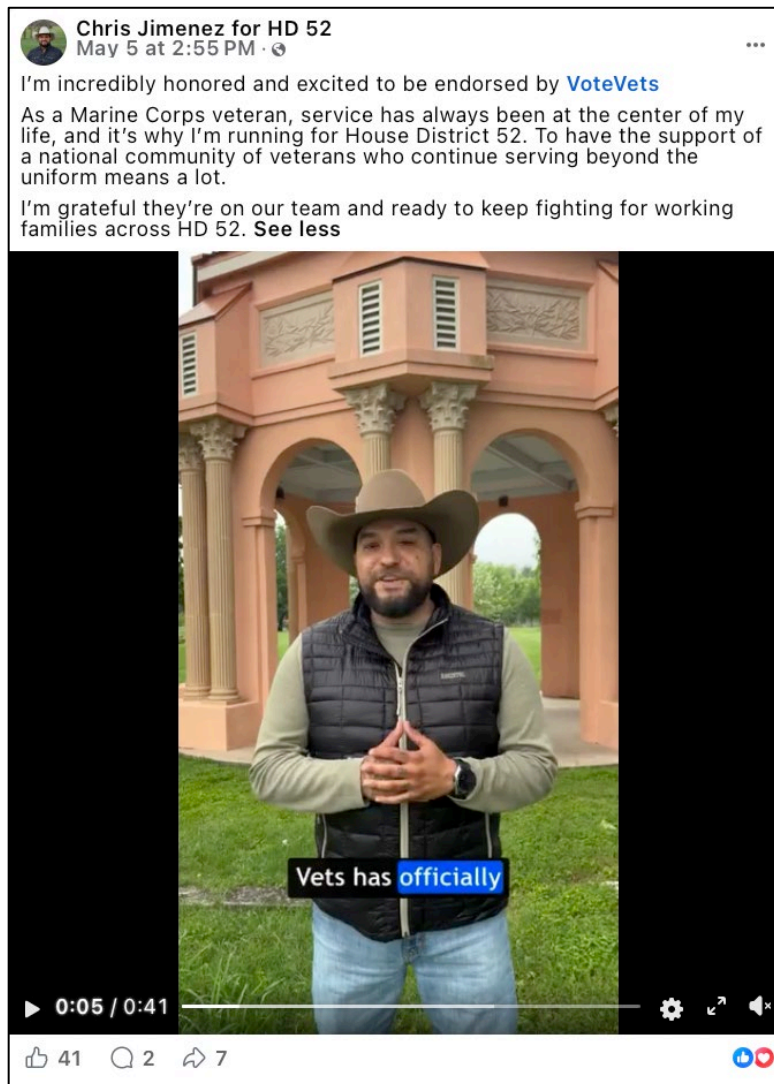 Chris Jimenez for HD 52
May 5 at 2:55 PM ·
I'm incredibly honored and excited to be endorsed by VoteVets
As a Marine Corps veteran, service has always been at the center of my
life, and it's why I'm running for House District 52. To have the support of
a national community of veterans who continue serving beyond the
uniform means a lot.
I'm grateful they're on our team and ready to keep fighting for working
families across HD 52. See less
Vets has officially
0:05 / 0:41
41 2 7